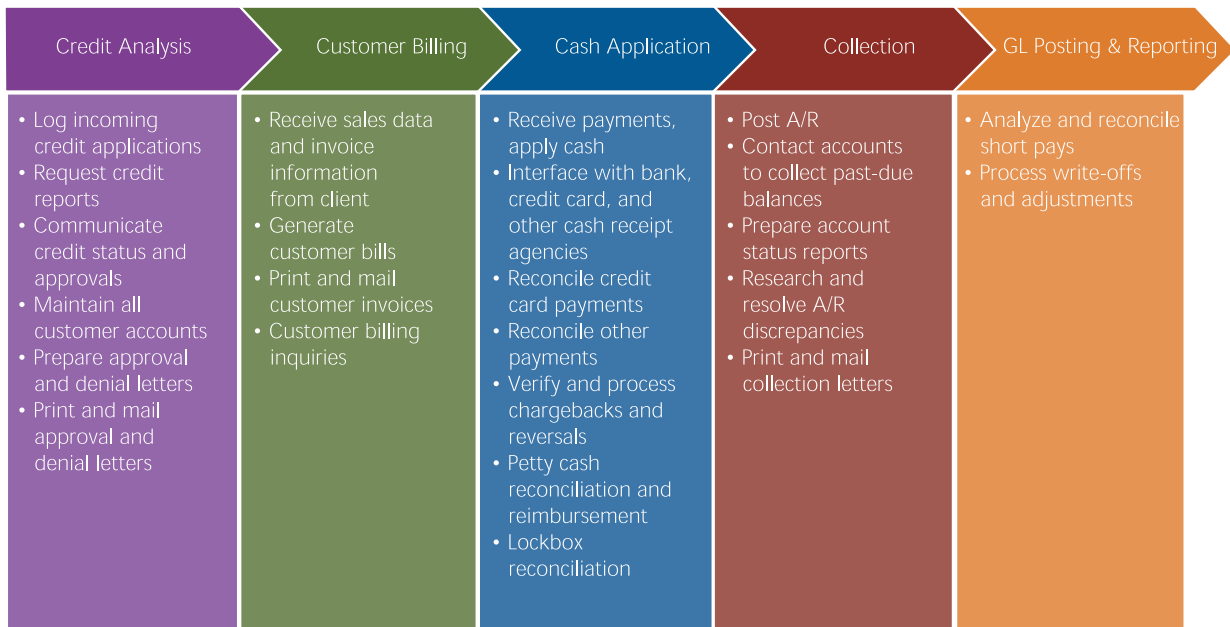 Credit Analysis
Customer Billing
Cash Application
Collection
GL Posting & Reporting
• Log incoming
credit applications
• Request credit
reports
• Communicate
credit status and
approvals
• Maintain all
customer accounts
• Prepare approval
and denial letters
• Print and mail
approval and
denial letters
• Receive sales data
and invoice
information
from client
• Generate
customer bills
• Print and mail
customer invoices
• Customer billing
inquiries
• Receive payments,
apply cash
• Interface with bank,
credit card, and
other cash receipt
agencies
• Reconcile credit
card payments
• Reconcile other
payments
• Verify and process
chargebacks and
reversals
• Petty cash
reconciliation and
reimbursement
• Lockbox
reconciliation
• Post A/R
• Contact accounts
to collect past-due
balances
• Prepare account
status reports
• Research and
resolve A/R
discrepancies
• Print and mail
collection letters
• Analyze and reconcile
short pays
• Process write-offs
and adjustments